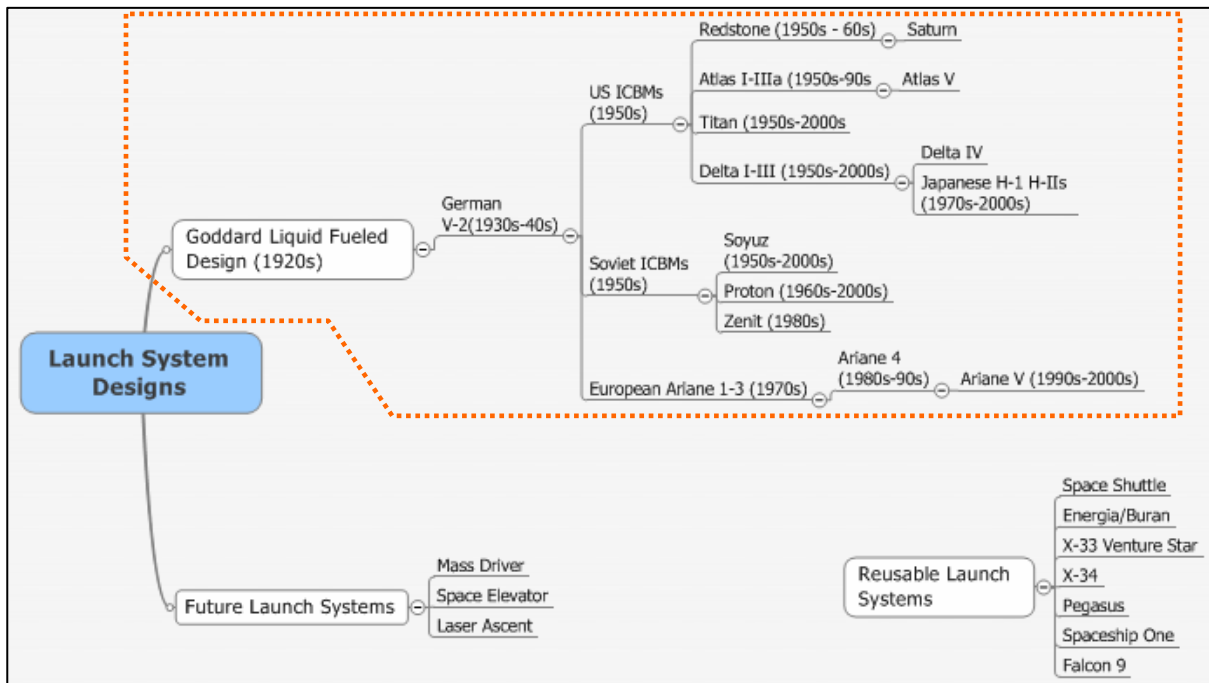 Launch System
Designs
Goddard Liquid Fueled
Design (1920s)
German
V-2(1930s-40s)
US ICBMs
(1950s)
Redstone (1950s - 60s)
Saturn
Atlas I-IIIa (1950s-90s
Atlas V
Titan (1950s-2000s
Delta I-III (1950s-2000s)
Delta IV
Japanese H-1 H-IIs
(1970s-2000s)
Soviet ICBMs
(1950s)
Soyuz
(1950s-2000s)
Proton (1960s-2000s)
Zenit (1980s)
European Ariane 1-3 (1970s)
Ariane 4
(1980s-90s)
Ariane V (1990s-2000s)
Future Launch Systems
Mass Driver
Space Elevator
Laser Ascent
Reusable Launch
Systems
Space Shuttle
Energia/Buran
X-33 Venture Star
X-34
Pegasus
Spaceship One
Falcon 9